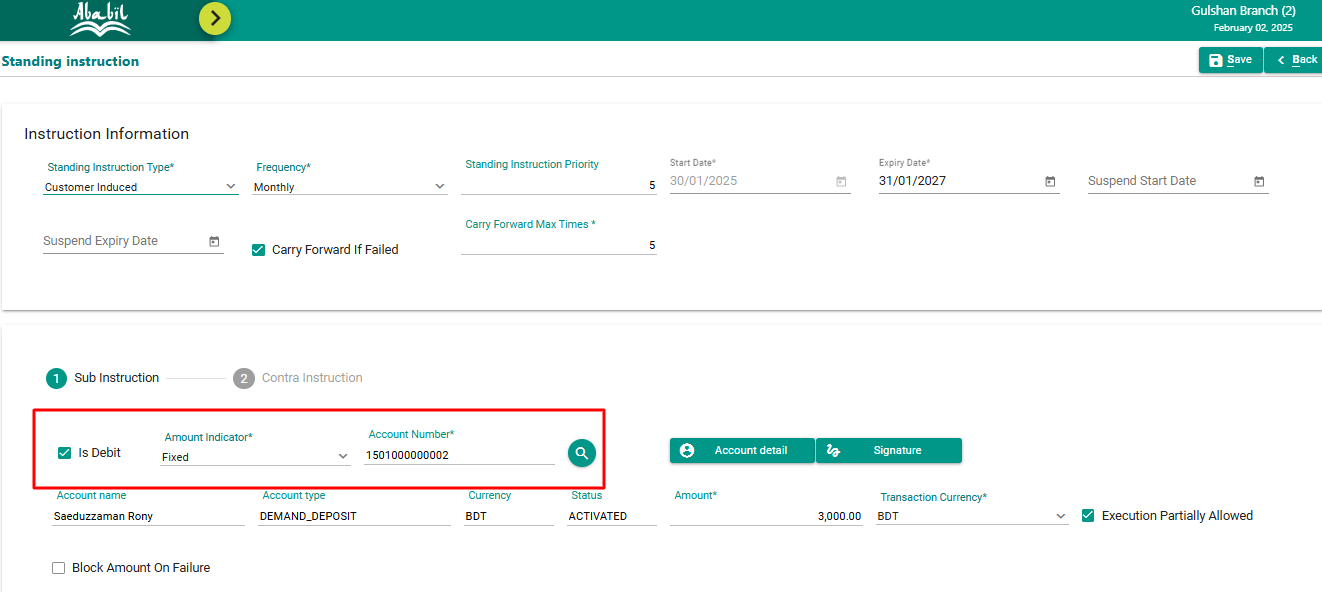 Ababil
Gulshan Branch (2)
February 02, 2025
Standing instruction
Save
Back
Instruction Information
Standing Instruction Type*
Customer Induced
Frequency*
Monthly
Standing Instruction Priority
5
Start Date*
30/01/2025
Expiry Date*
31/01/2027
Suspend Start Date
Suspend Expiry Date
Carry Forward If Failed
Carry Forward Max Times *
5
1 Sub Instruction
2 Contra Instruction
Is Debit
Amount Indicator*
Fixed
Account Number*
1501000000002
Account detail
Signature
Account name
Saeduzzaman Rony
Account type
DEMAND_DEPOSIT
Currency
BDT
Status
ACTIVATED
Amount*
3,000.00
Transaction Currency*
BDT
Execution Partially Allowed
Block Amount On Failure